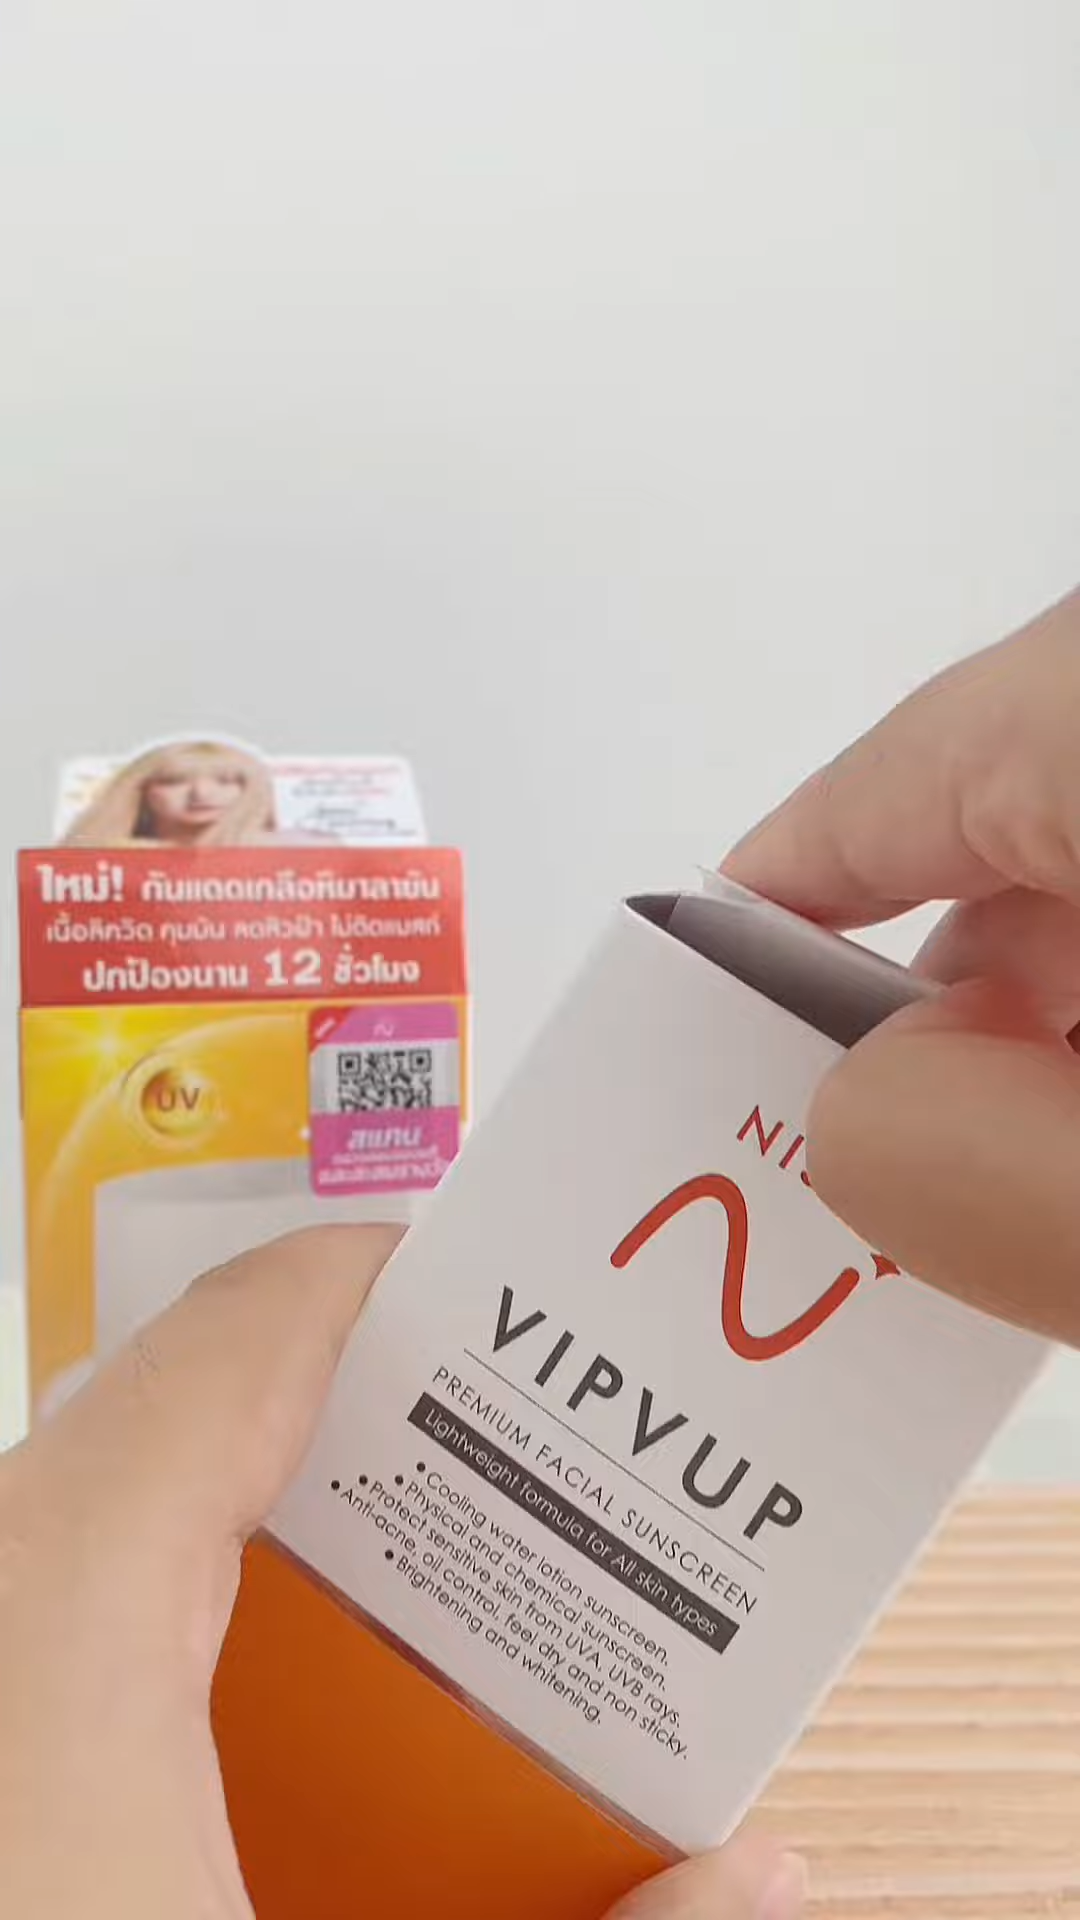 ใหม่! กันแดดเกลือหิมาลายัน
เนื้อลิควิด คุมมัน ลดสิวฝ้า ไม่ติดแมสก์
ปกป้องนาน 12 ชั่วโมง
UV
สแกน
NIS
VIPVUP
PREMIUM FACIAL SUNSCREEN
Lightweight formula for All skin types
• Cooling water lotion sunscreen.
• Physical and chemical sunscreen.
• Protect sensitive skin from UVA, UVB rays.
• Anti-acne, oil control, feel dry and non sticky.
• Brightening and whitening.